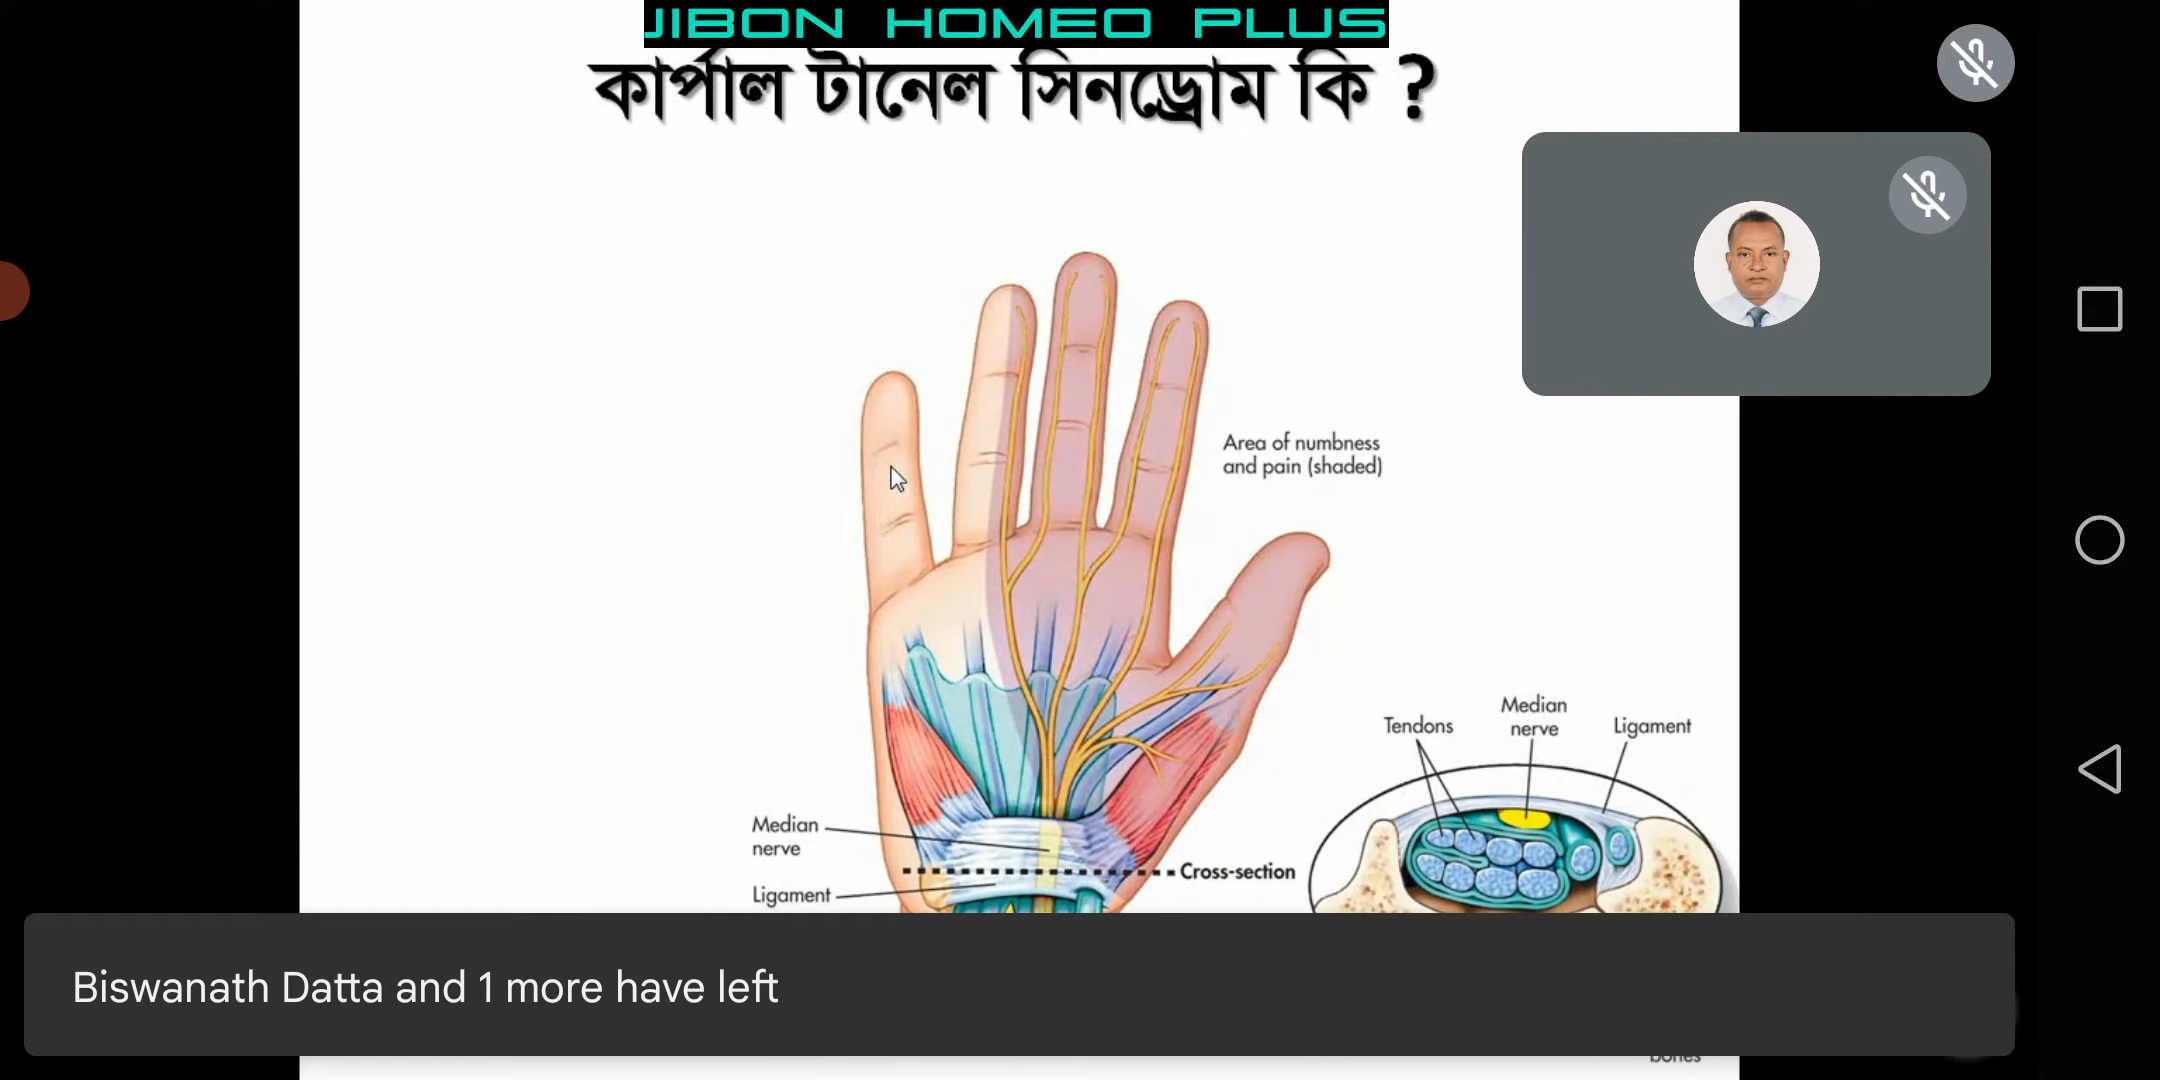 JIBON HOMEO PLUS
কার্পাল টানেল সিনড্রোম কি ?
Area of numbness
and pain (shaded)
Tendons
Median
nerve
Ligament
Median
nerve
Cross-section
Ligament
Biswanath Datta and 1 more have left
bones